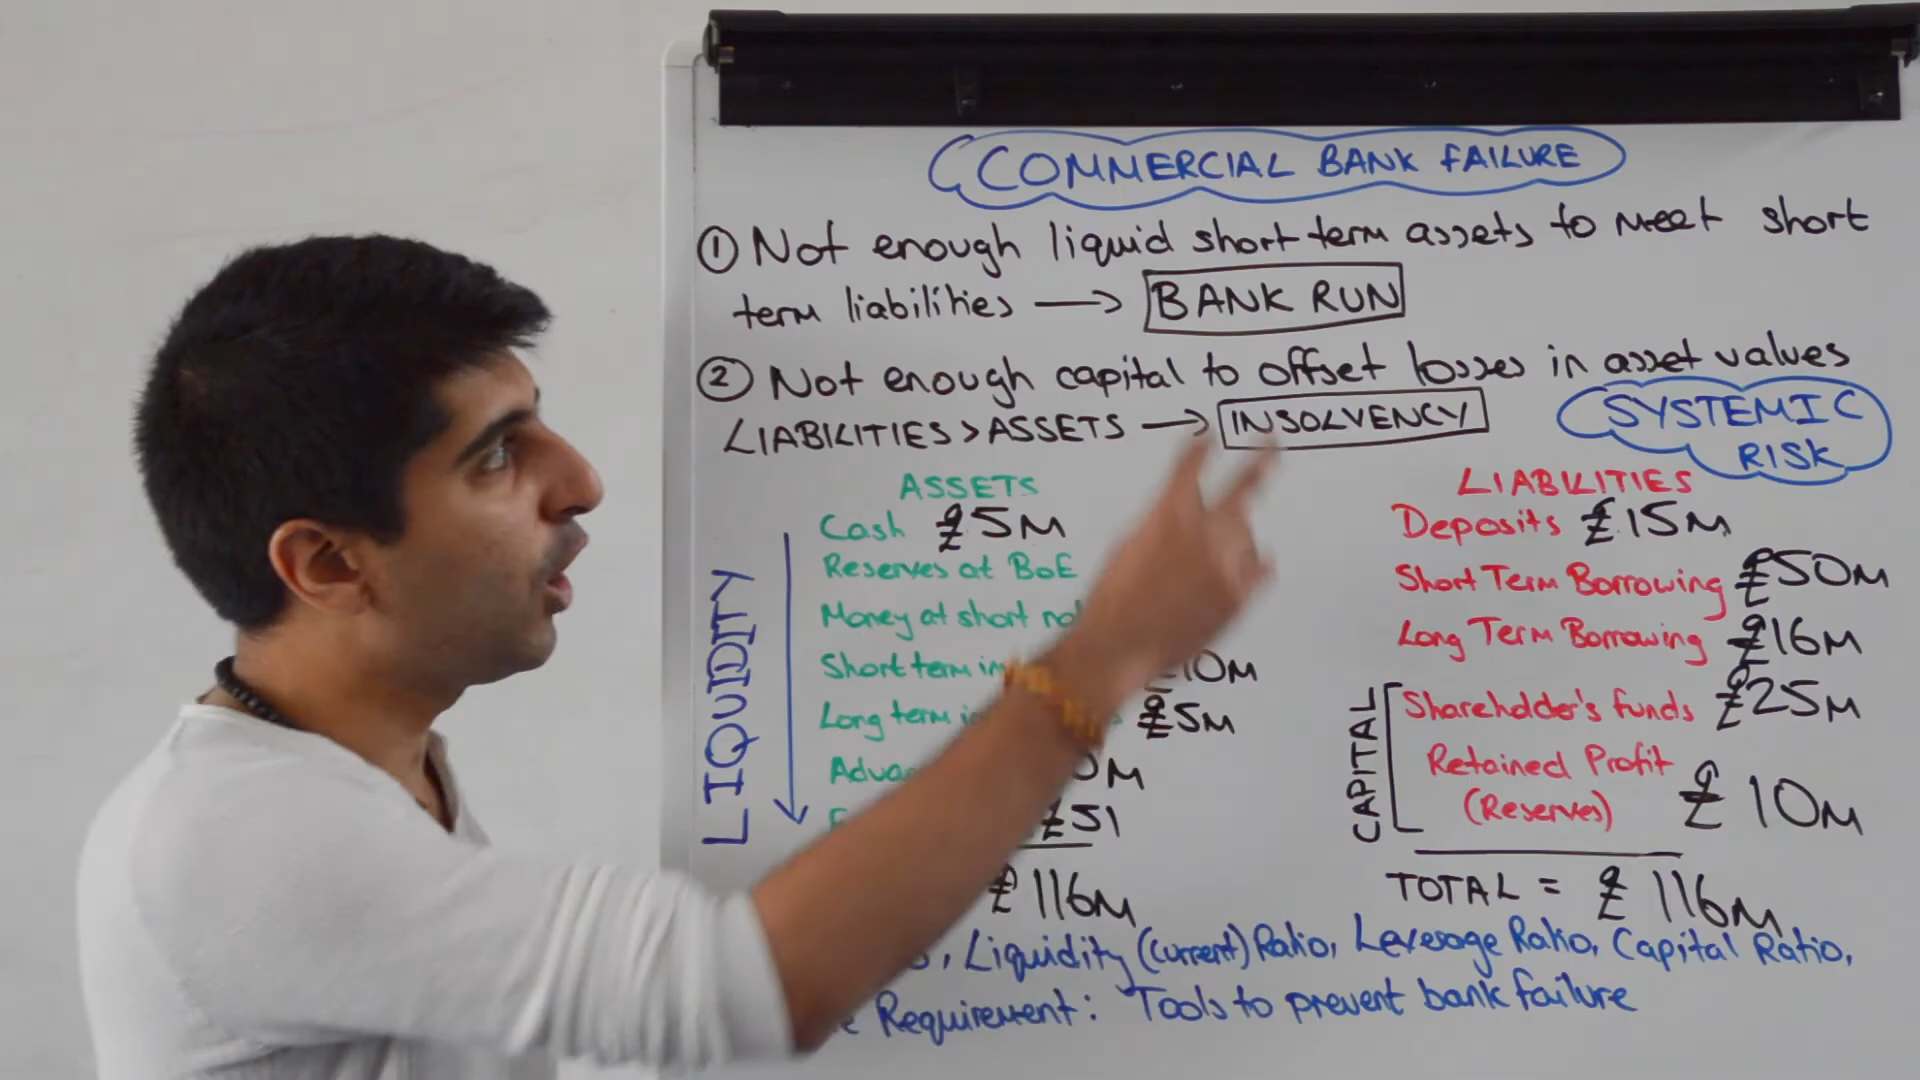 COMMERCIAL BANK FAILURE
① Not enough liquid short term assets to meet short
term liabilities → BANK RUN
② Not enough capital to offset losses in asset values
LIABILITIES > ASSETS → INSOLVENCY
SYSTEMIC
RISK
LIQUIDITY
ASSETS
Cash £5M
Reserves at BoE
Money at short
Short term £10M
Long term £5M
£51
£116M
LIABILITIES
Deposits £15M
Short Term Borrowing £50M
Long Term Borrowing £16M
CAPITAL
Shareholder's funds £25M
Retained Profit
(Reserves) £10M
TOTAL = £116M
, Liquidity (Current) Ratio, Leverage Ratio, Capital Ratio,
Requirement: Tools to prevent bank failure